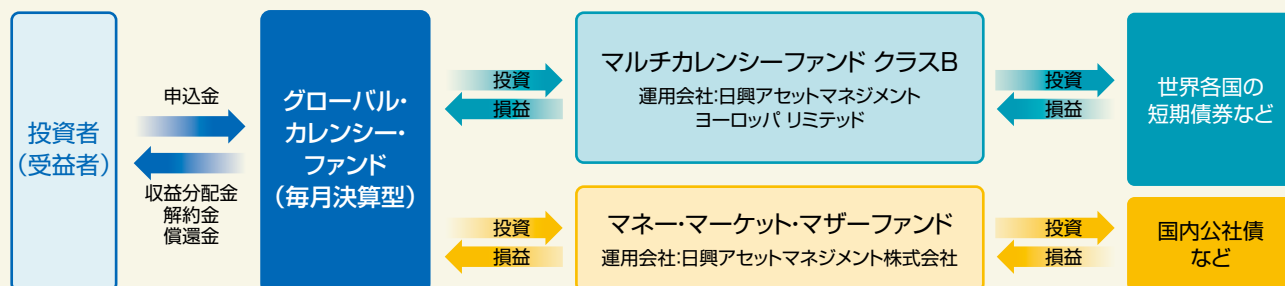 投資者
（受益者）
申込金
収益分配金
解約金
償還金
グローバル・
カレンシー・
ファンド
（毎月決算型）
投資
損益
マルチカレンシーファンド クラスB
運用会社:日興アセットマネジメント
ヨーロッパ リミテッド
投資
損益
世界各国の
短期債券など
投資
損益
マネー・マーケット・マザーファンド
運用会社:日興アセットマネジメント株式会社
投資
損益
国内公社債
など